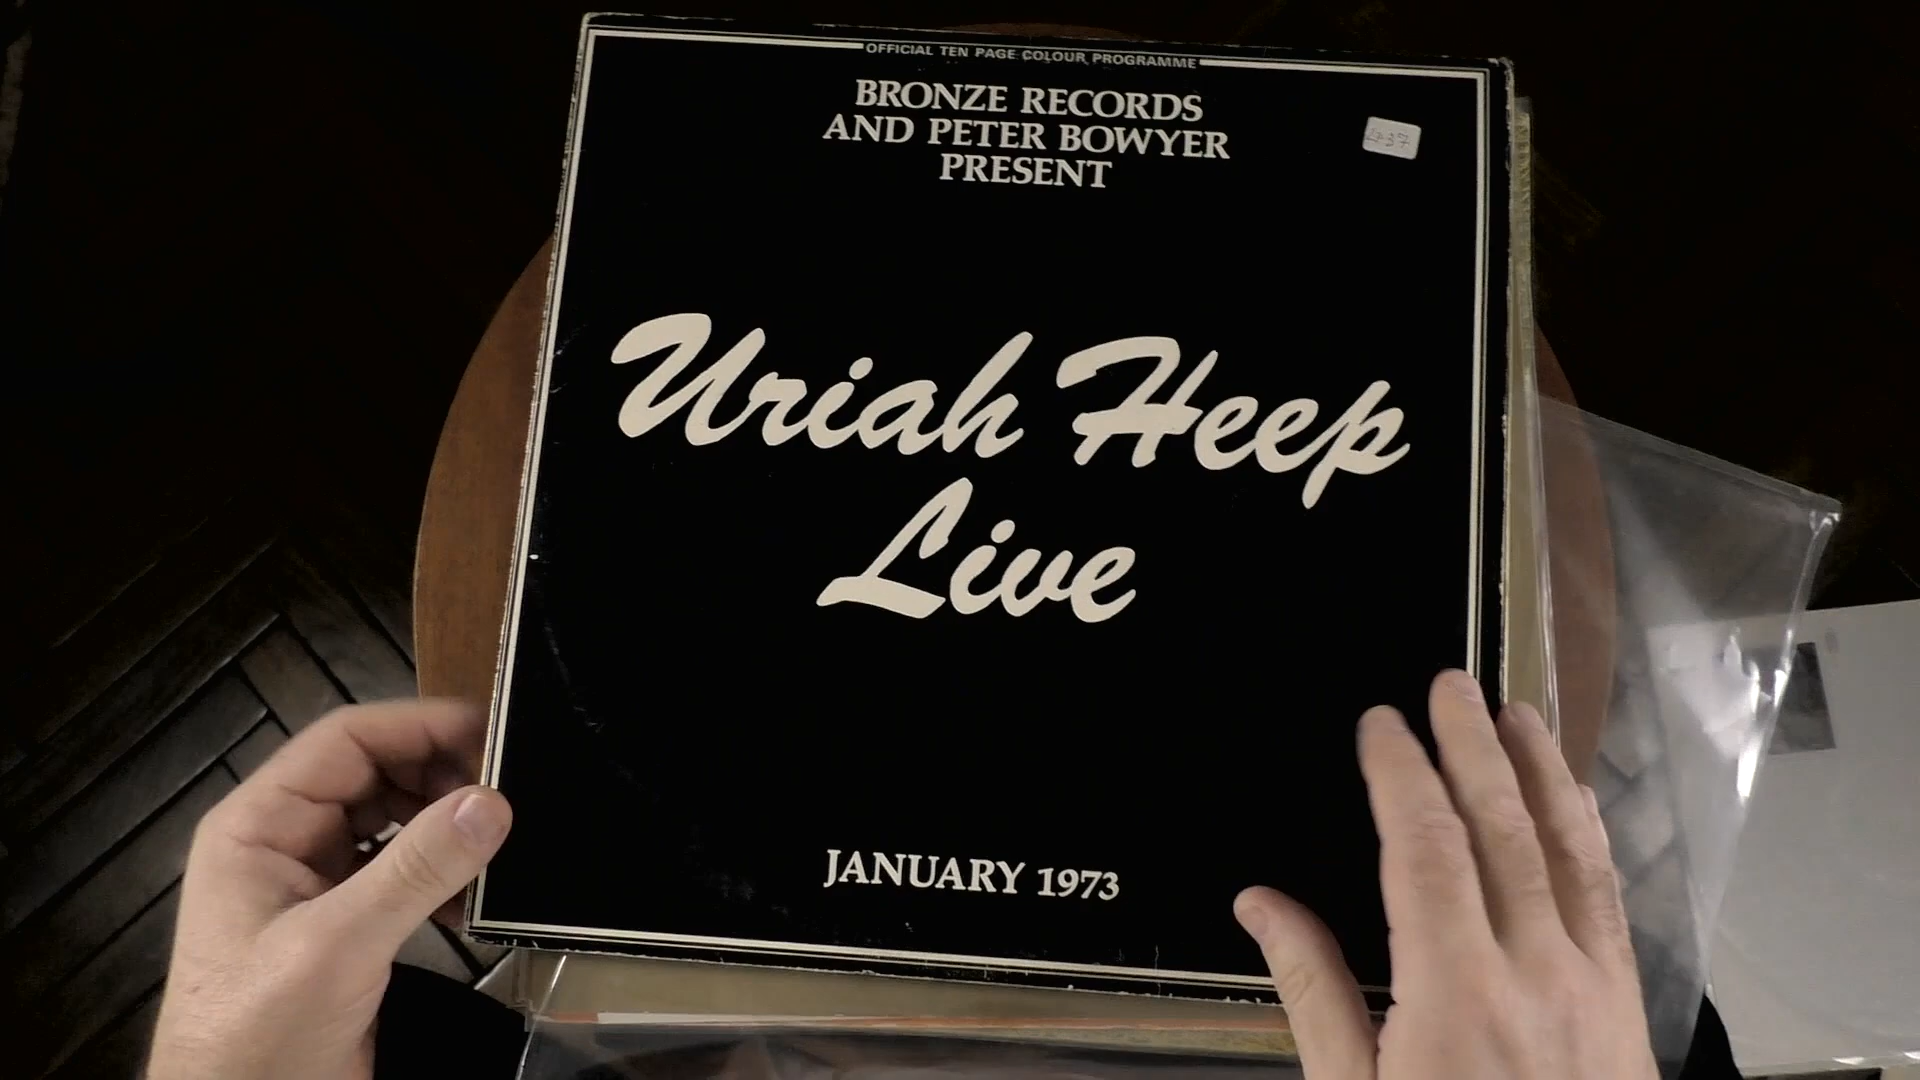 OFFICIAL TEN PAGE COLOUR PROGRAMME
BRONZE RECORDS
AND PETER BOWYER
PRESENT
Uriah Heep
Live
JANUARY 1973